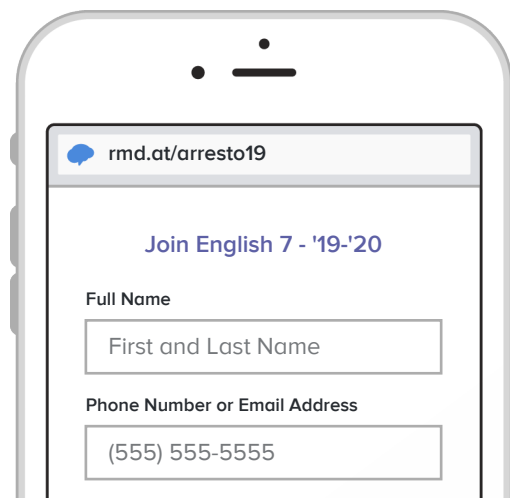 rmd.at/arresto19
Join English 7 - '19-'20
Full Name
First and Last Name
Phone Number or Email Address
(555) 555-5555